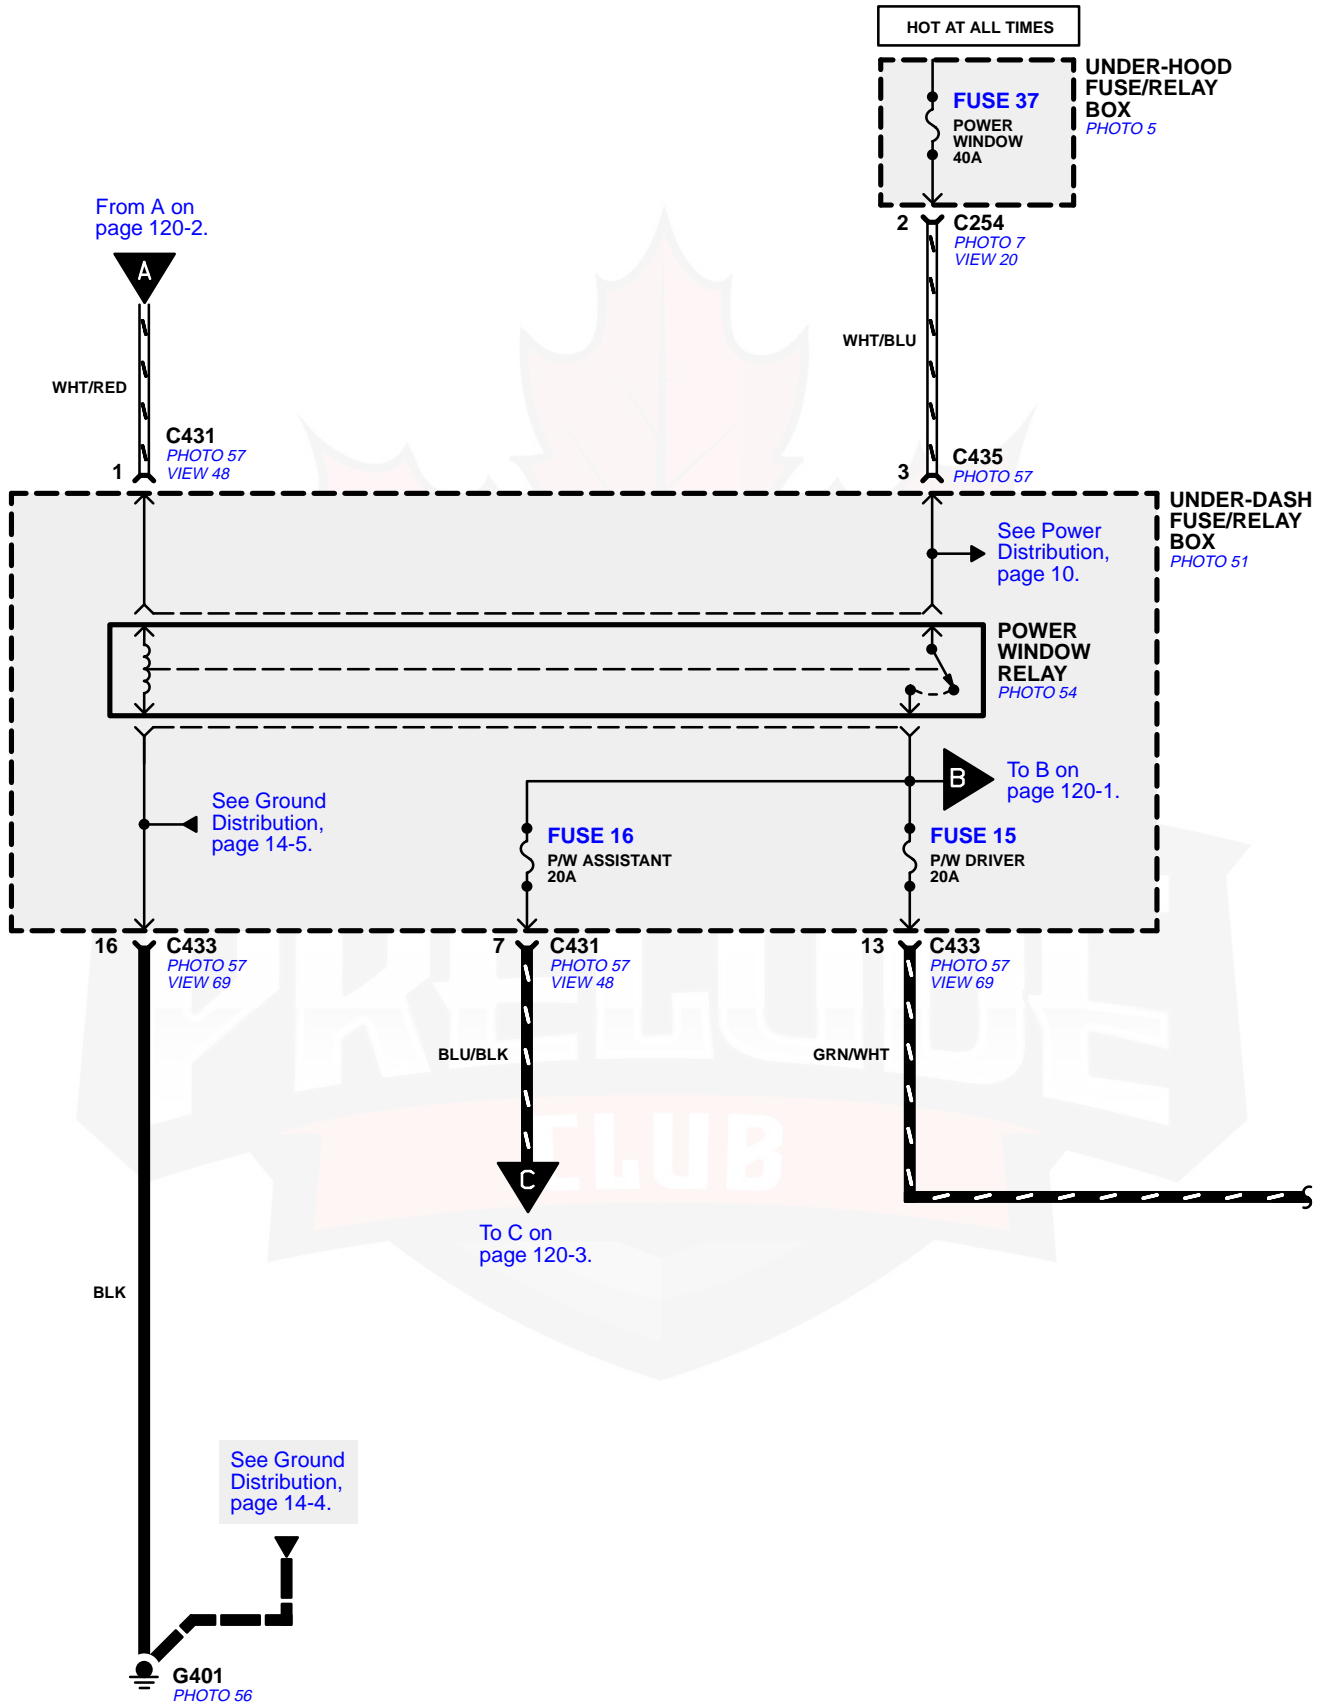 HOT AT ALL TIMES
UNDER-HOOD
FUSE/RELAY
BOX
PHOTO 5
FUSE 37
POWER
WINDOW
40A
2
C254
PHOTO 7
VIEW 20
From A on
page 120-2.
A
WHT/BLU
WHT/RED
C431
PHOTO 57
VIEW 48
1
C435
PHOTO 57
3
UNDER-DASH
FUSE/RELAY
BOX
PHOTO 51
See Power
Distribution,
page 10.
POWER
WINDOW
RELAY
PHOTO 54
B
To B on
page 120-1.
See Ground
Distribution,
page 14-5.
FUSE 16
P/W ASSISTANT
20A
FUSE 15
P/W DRIVER
20A
16
C433
PHOTO 57
VIEW 69
7
C431
PHOTO 57
VIEW 48
13
C433
PHOTO 57
VIEW 69
PRELUDE
CLUB
BLU/BLK
GRN/WHT
C
To C on
page 120-3.
BLK
See Ground
Distribution,
page 14-4.
G401
PHOTO 56